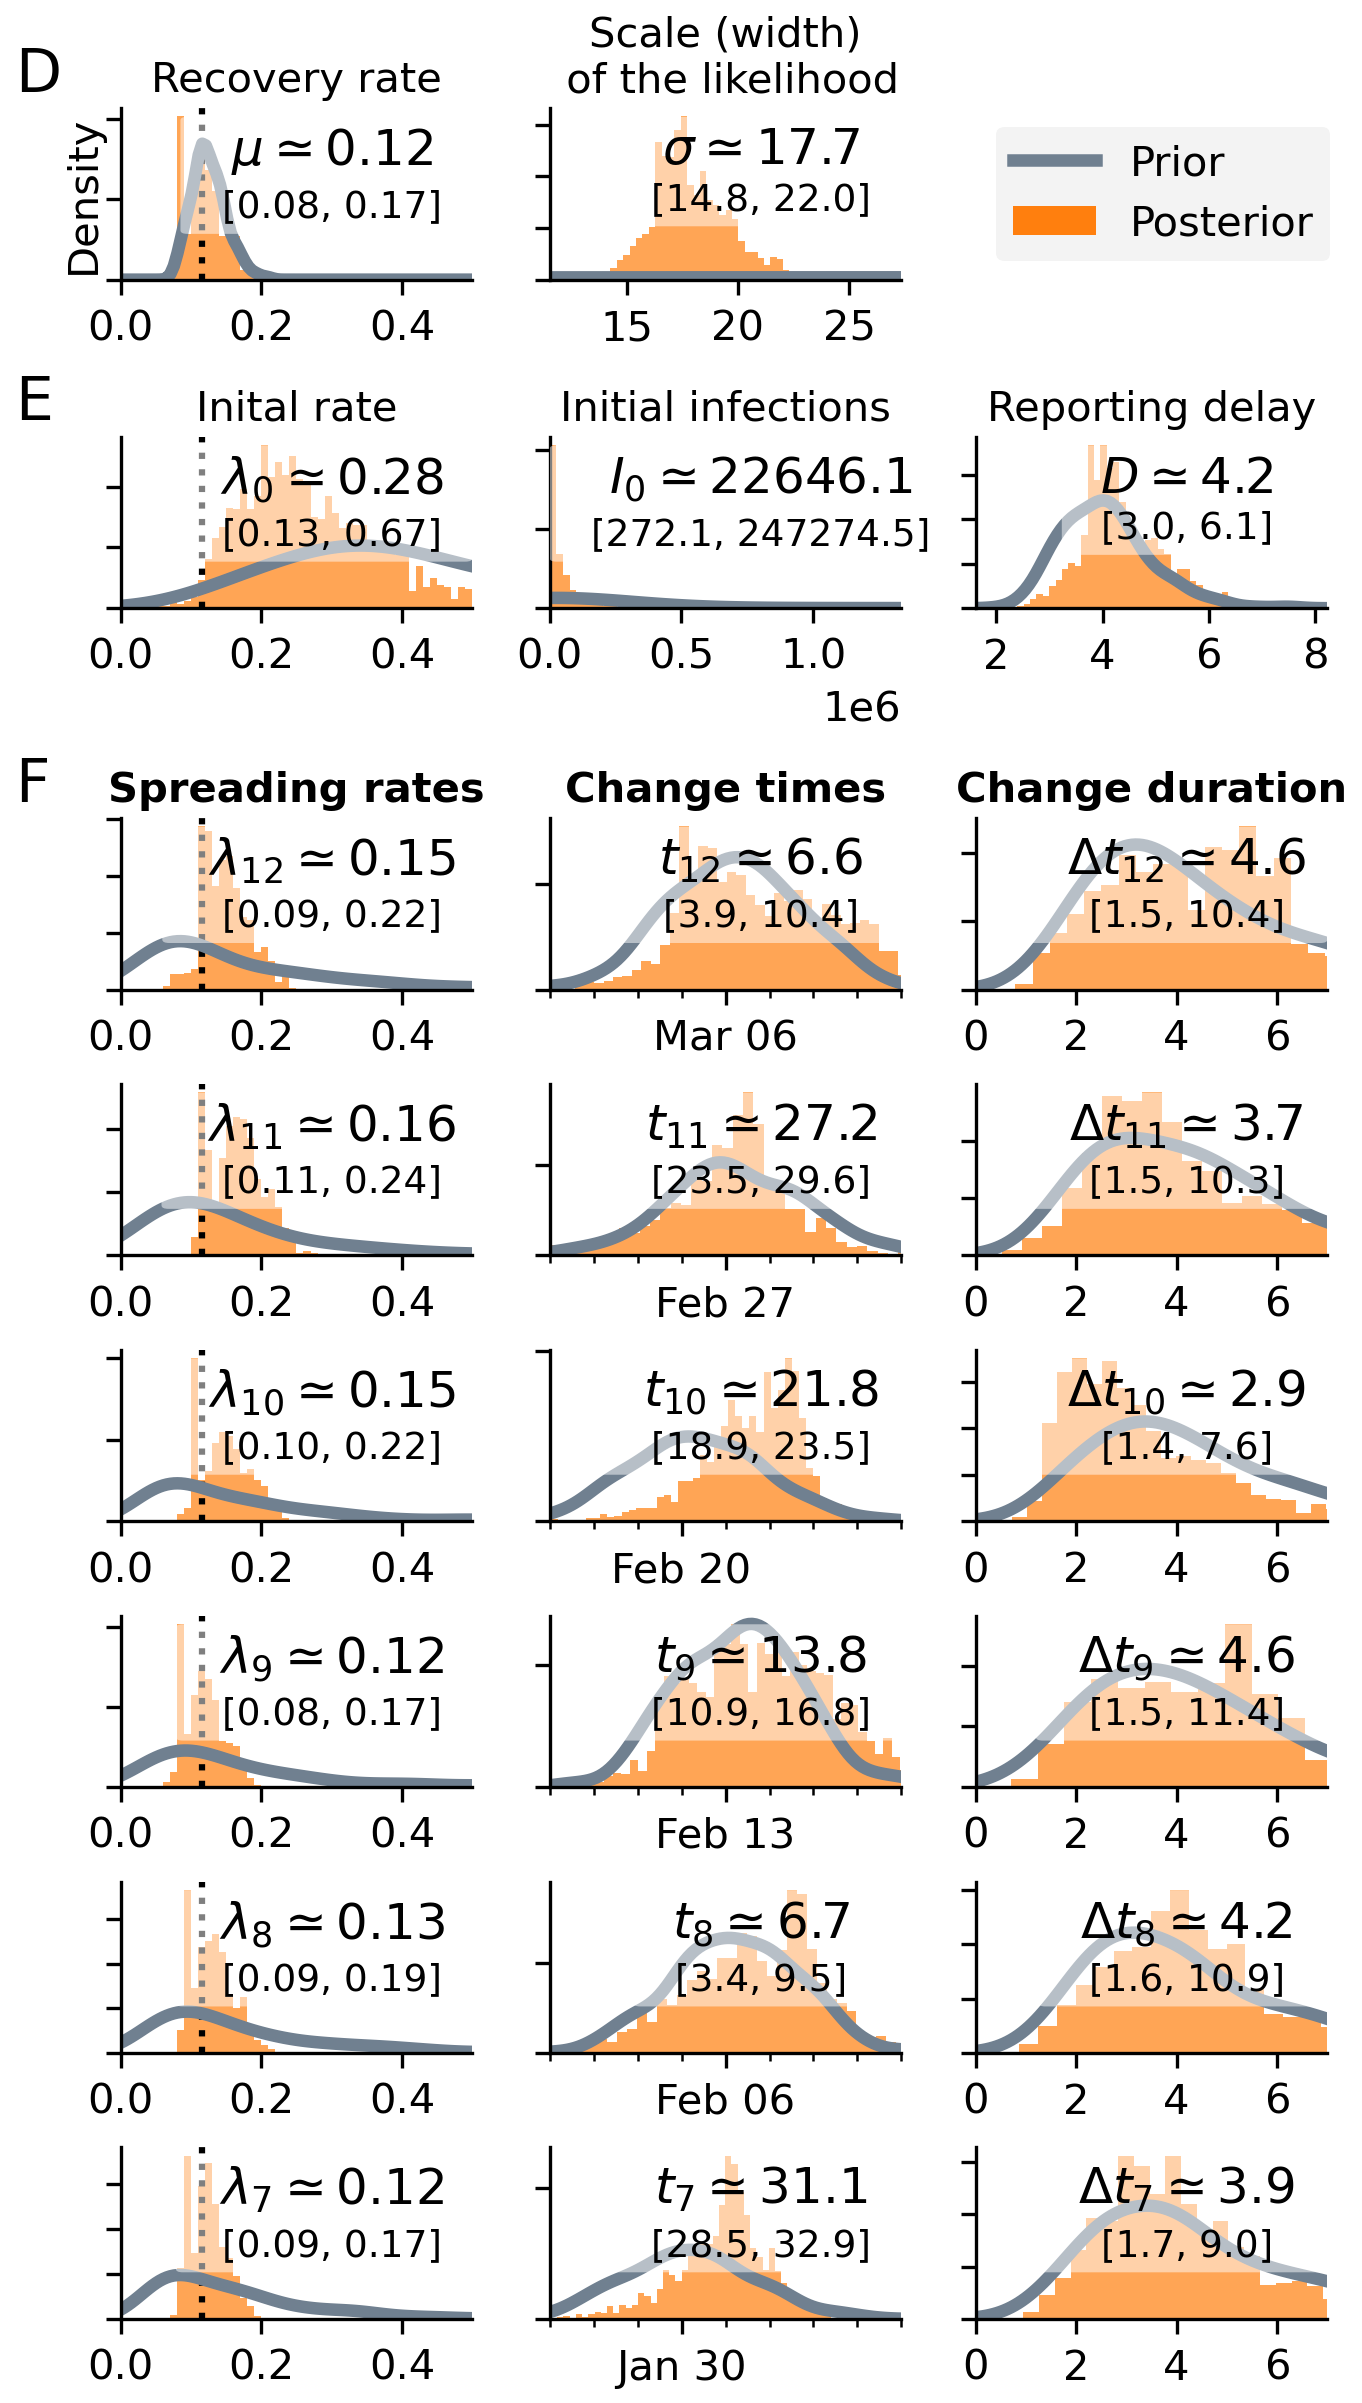 D
Recovery rate
Density
μ ≃ 0.12
[0.08, 0.17]
0.0 0.2 0.4
Scale (width)
of the likelihood
σ ≃ 17.7
[14.8, 22.0]
15 20 25
Prior
Posterior
E
Inital rate
λ0 ≃ 0.28
[0.13, 0.67]
0.0 0.2 0.4
Initial infections
I0 ≃ 22646.1
[272.1, 247274.5]
0.0 0.5 1.0
1e6
Reporting delay
D ≃ 4.2
[3.0, 6.1]
2 4 6 8
F
Spreading rates Change times Change duration
λ12 ≃ 0.15
[0.09, 0.22]
0.0 0.2 0.4
t12 ≃ 6.6
[3.9, 10.4]
Mar 06
Δt12 ≃ 4.6
[1.5, 10.4]
0 2 4 6
λ11 ≃ 0.16
[0.11, 0.24]
0.0 0.2 0.4
t11 ≃ 27.2
[23.5, 29.6]
Feb 27
Δt11 ≃ 3.7
[1.5, 10.3]
0 2 4 6
λ10 ≃ 0.15
[0.10, 0.22]
0.0 0.2 0.4
t10 ≃ 21.8
[18.9, 23.5]
Feb 20
Δt10 ≃ 2.9
[1.4, 7.6]
0 2 4 6
λ9 ≃ 0.12
[0.08, 0.17]
0.0 0.2 0.4
t9 ≃ 13.8
[10.9, 16.8]
Feb 13
Δt9 ≃ 4.6
[1.5, 11.4]
0 2 4 6
λ8 ≃ 0.13
[0.09, 0.19]
0.0 0.2 0.4
t8 ≃ 6.7
[3.4, 9.5]
Feb 06
Δt8 ≃ 4.2
[1.6, 10.9]
0 2 4 6
λ7 ≃ 0.12
[0.09, 0.17]
0.0 0.2 0.4
t7 ≃ 31.1
[28.5, 32.9]
Jan 30
Δt7 ≃ 3.9
[1.7, 9.0]
0 2 4 6